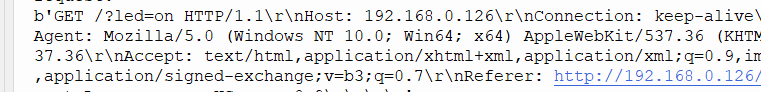 b'GET /?led=on HTTP/1.1\r\nHost: 192.168.0.126\r\nConnection: keep-alive\
Agent: Mozilla/5.0 (Windows NT 10.0; Win64; x64) AppleWebKit/537.36 (KHTM
37.36\r\nAccept: text/html,application/xhtml+xml,application/xml;q=0.9,im
,application/signed-exchange;v=b3;q=0.7\r\nReferer: http://192.168.0.126/